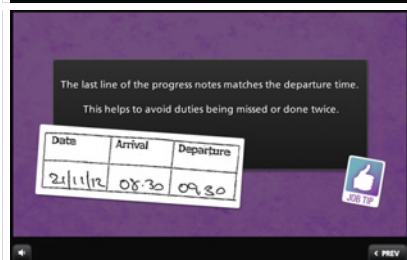 The last line of the progress notes matches the departure time.
This helps to avoid duties being missed or done twice.
Date Arrival Departure
21/11/12 08.30 09.30
JOB TIP
< PREV